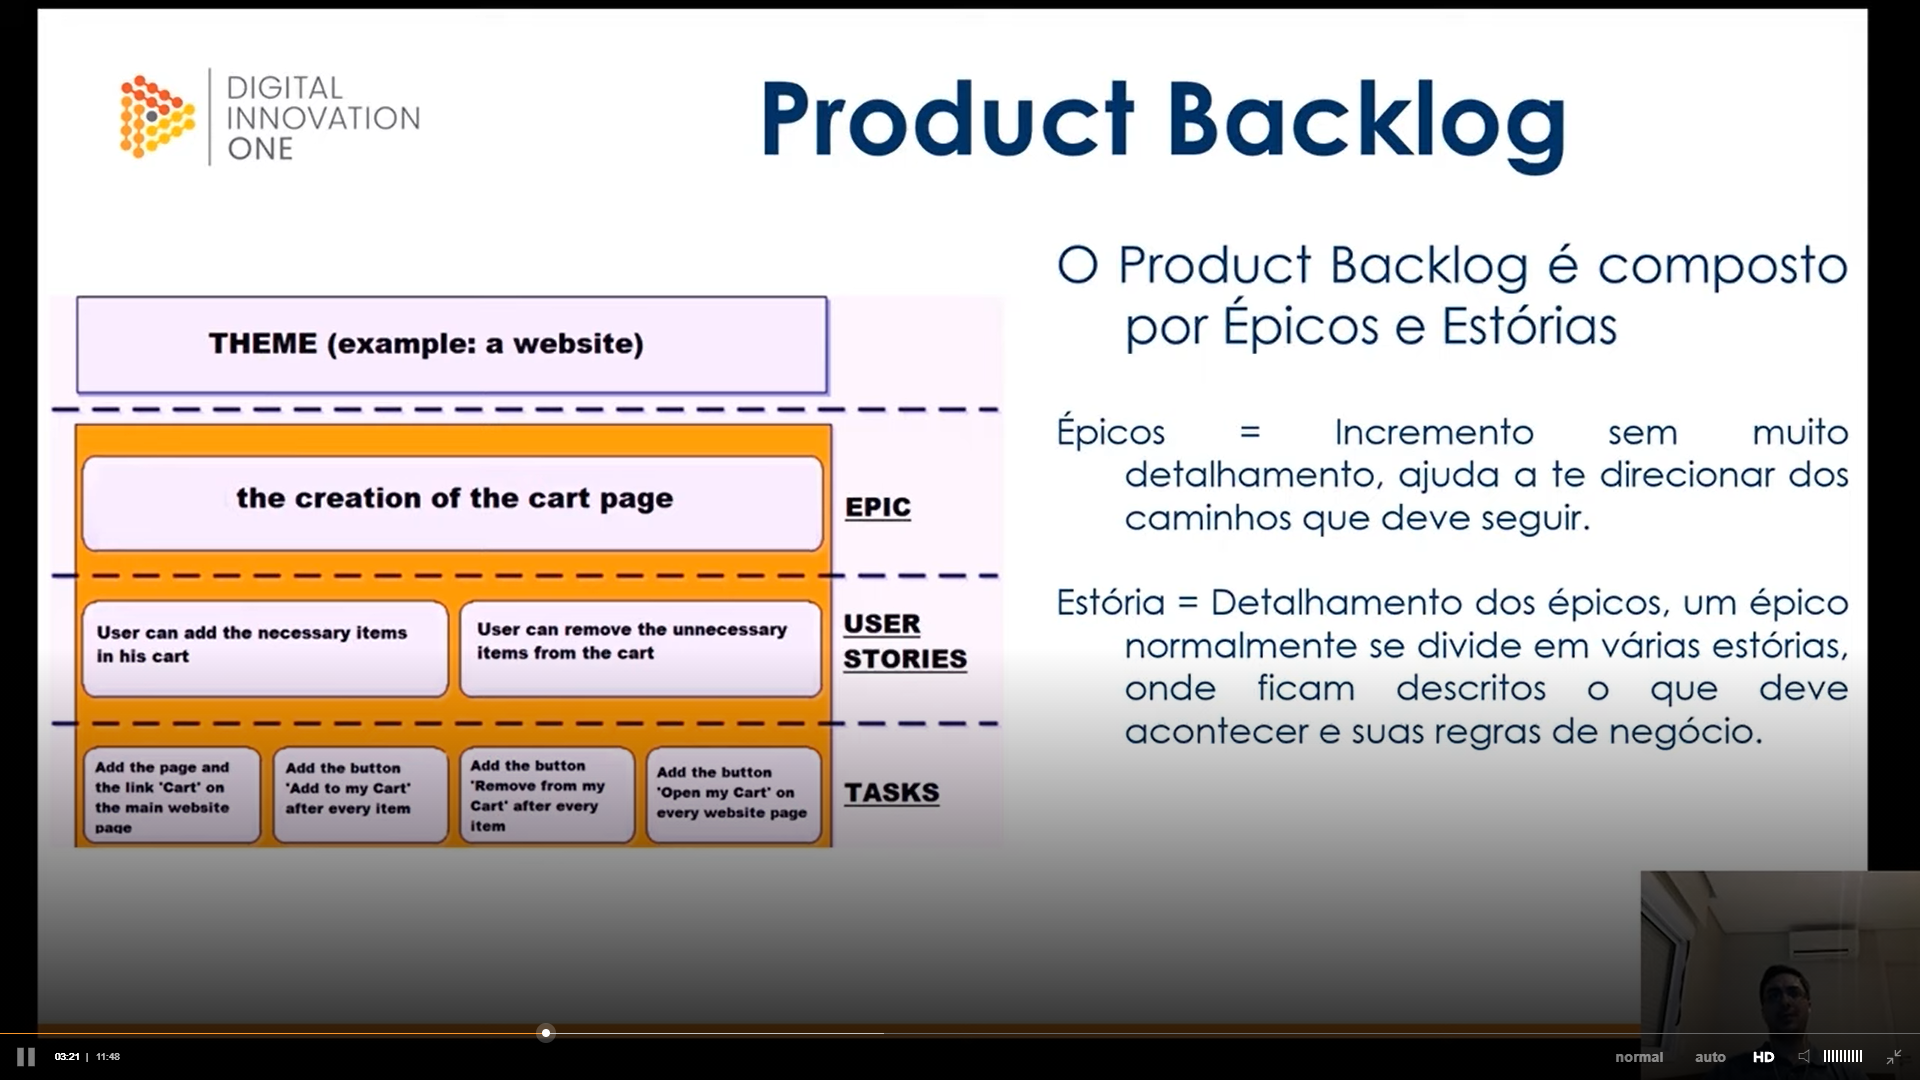 DIGITAL
INNOVATION
ONE
Product Backlog
THEME (example: a website)
the creation of the cart page
EPIC
User can add the necessary items
in his cart
User can remove the unnecessary
items from the cart
USER
STORIES
Add the page and
the link 'Cart' on
the main website
page
Add the button
'Add to my Cart'
after every item
Add the button
'Remove from my
Cart' after every
item
Add the button
'Open my Cart' on
every website page
TASKS
O Product Backlog é composto
por Épicos e Estórias
Épicos = Incremento sem muito
detalhamento, ajuda a te direcionar dos
caminhos que deve seguir.
Estória = Detalhamento dos épicos, um épico
normalmente se divide em várias estórias,
onde ficam descritos o que deve
acontecer e suas regras de negócio.
03:21 | 11:48
normal auto HD